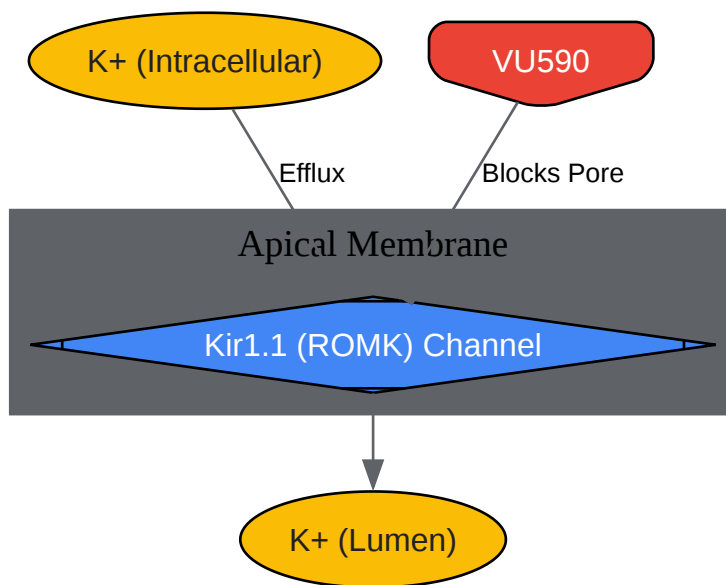 K+ (Intracellular)
VU590
Efflux
Blocks Pore
Apical Membrane
Kir1.1 (ROMK) Channel
K+ (Lumen)